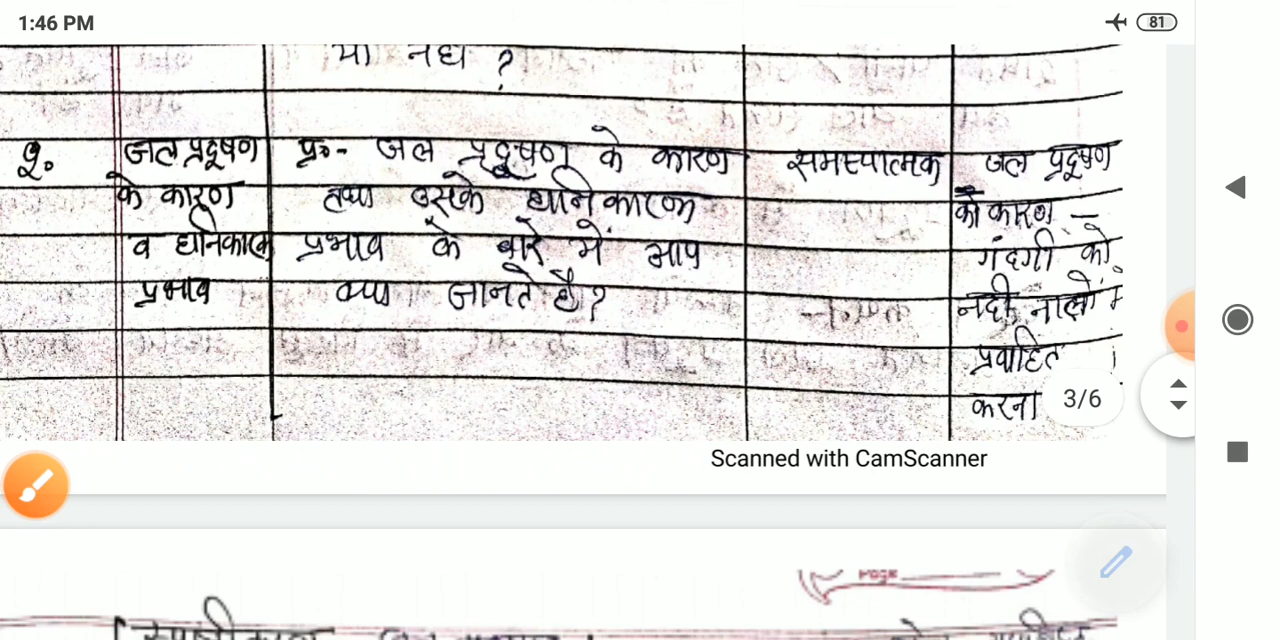 1:46 PM
81
या नही ?
२. जल प्रदूषण प्र०- जल प्रदूषण के कारण समस्यात्मक जल प्रदूषण
के कारण तथा उसके हानिकारक के कारण –
व हानिकारक प्रभाव के बारे में आप गंदगी को
प्रभाव क्या जानते है? नदी नालों में
प्रवाहित
करना
3/6
Scanned with CamScanner
Page